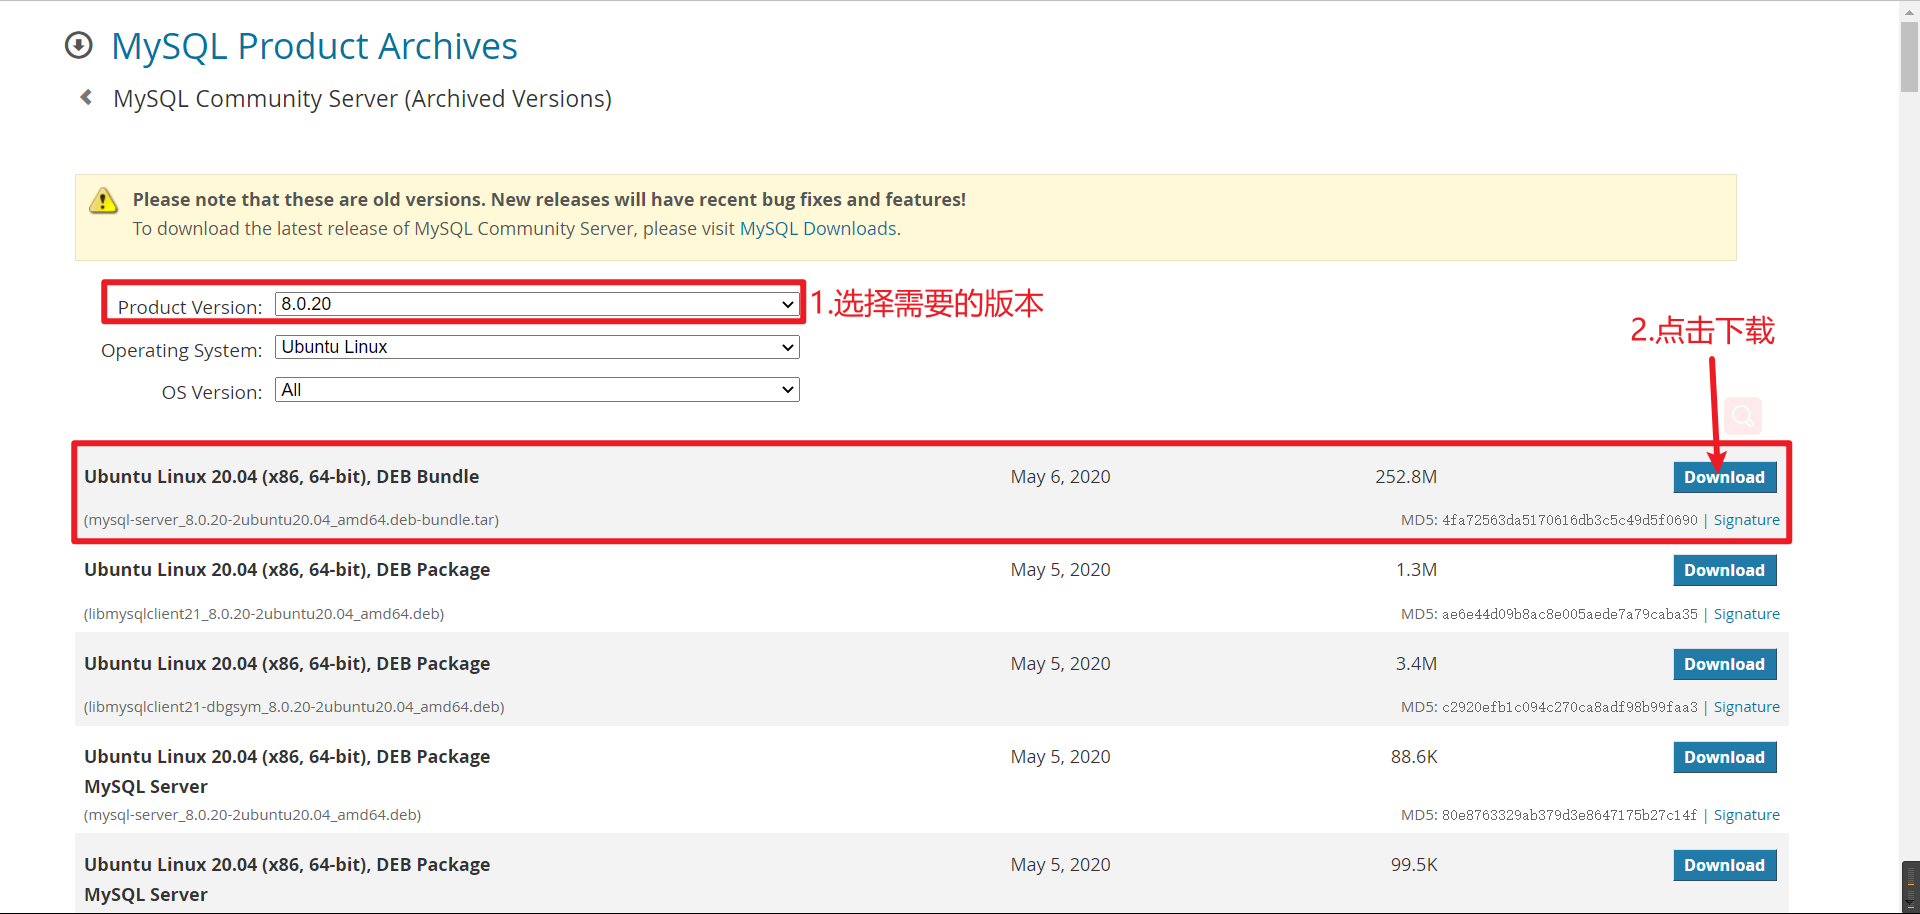 MySQL Product Archives
MySQL Community Server (Archived Versions)
Please note that these are old versions. New releases will have recent bug fixes and features!
To download the latest release of MySQL Community Server, please visit MySQL Downloads.
Product Version: 8.0.20 1.选择需要的版本
Operating System: Ubuntu Linux
2.点击下载
OS Version: All
Ubuntu Linux 20.04 (x86, 64-bit), DEB Bundle May 6, 2020 252.8M Download
(mysql-server_8.0.20-2ubuntu20.04_amd64.deb-bundle.tar) MD5: 4fa72563da5170616db3c5c49d5f0690 | Signature
Ubuntu Linux 20.04 (x86, 64-bit), DEB Package May 5, 2020 1.3M Download
(libmysqlclient21_8.0.20-2ubuntu20.04_amd64.deb) MD5: ae6e44d09b8ac8e005aede7a79caba35 | Signature
Ubuntu Linux 20.04 (x86, 64-bit), DEB Package May 5, 2020 3.4M Download
(libmysqlclient21-dbgsym_8.0.20-2ubuntu20.04_amd64.deb) MD5: c2920efb1c094c270ca8adf98b99faa3 | Signature
Ubuntu Linux 20.04 (x86, 64-bit), DEB Package May 5, 2020 88.6K Download
MySQL Server
(mysql-server_8.0.20-2ubuntu20.04_amd64.deb) MD5: 80e8763329ab379d3e8647175b27c14f | Signature
Ubuntu Linux 20.04 (x86, 64-bit), DEB Package May 5, 2020 99.5K Download
MySQL Server